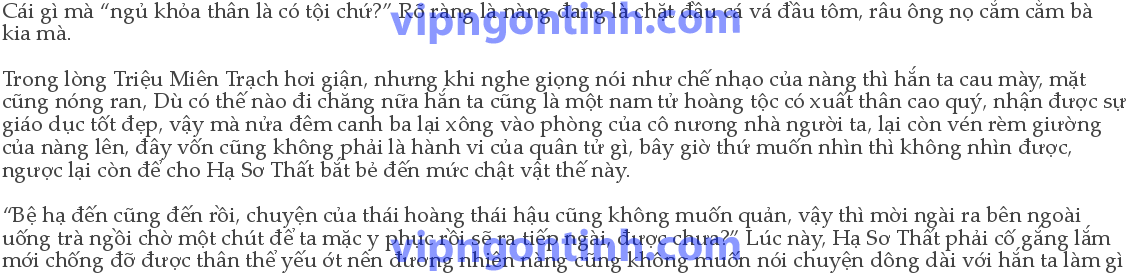 Cái gì mà “ngủ khỏa thân là có tội chứ?” Rõ ràng là nàng đang là chặt đầu cá vá đầu tôm, râu ông nọ cắm cằm bà
vipngontinh.com
kia mà.
Trong lòng Triệu Miên Trạch hơi giận, nhưng khi nghe giọng nói như chế nhạo của nàng thì hắn ta cau mày, mặt
cũng nóng ran, Dù có thế nào đi chăng nữa hắn ta cũng là một nam tử hoàng tộc có xuất thân cao quý, nhận được sự
giáo dục tốt đẹp, vậy mà nửa đêm canh ba lại xông vào phòng của cô nương nhà người ta, lại còn vén rèm giường
của nàng lên, đây vốn cũng không phải là hành vi của quân tử gì, bây giờ thứ muốn nhìn thì không nhìn được,
ngược lại còn để cho Hạ Sơ Thất bắt bẻ đến mức chật vật thế này.
“Bệ hạ đến cũng đến rồi, chuyện của thái hoàng thái hậu cũng không muốn quản, vậy thì mời ngài ra bên ngoài
uống trà ngồi chờ một chút để ta mặc y phục rồi sẽ ra tiếp ngài, được chưa?” Lúc này, Hạ Sơ Thất phải cố gắng lắm
vipngontinh.com
mới chống đỡ được thân thể yếu ớt nên đương nhiên nàng cũng không muốn nói chuyện dông dài với hắn ta làm gì